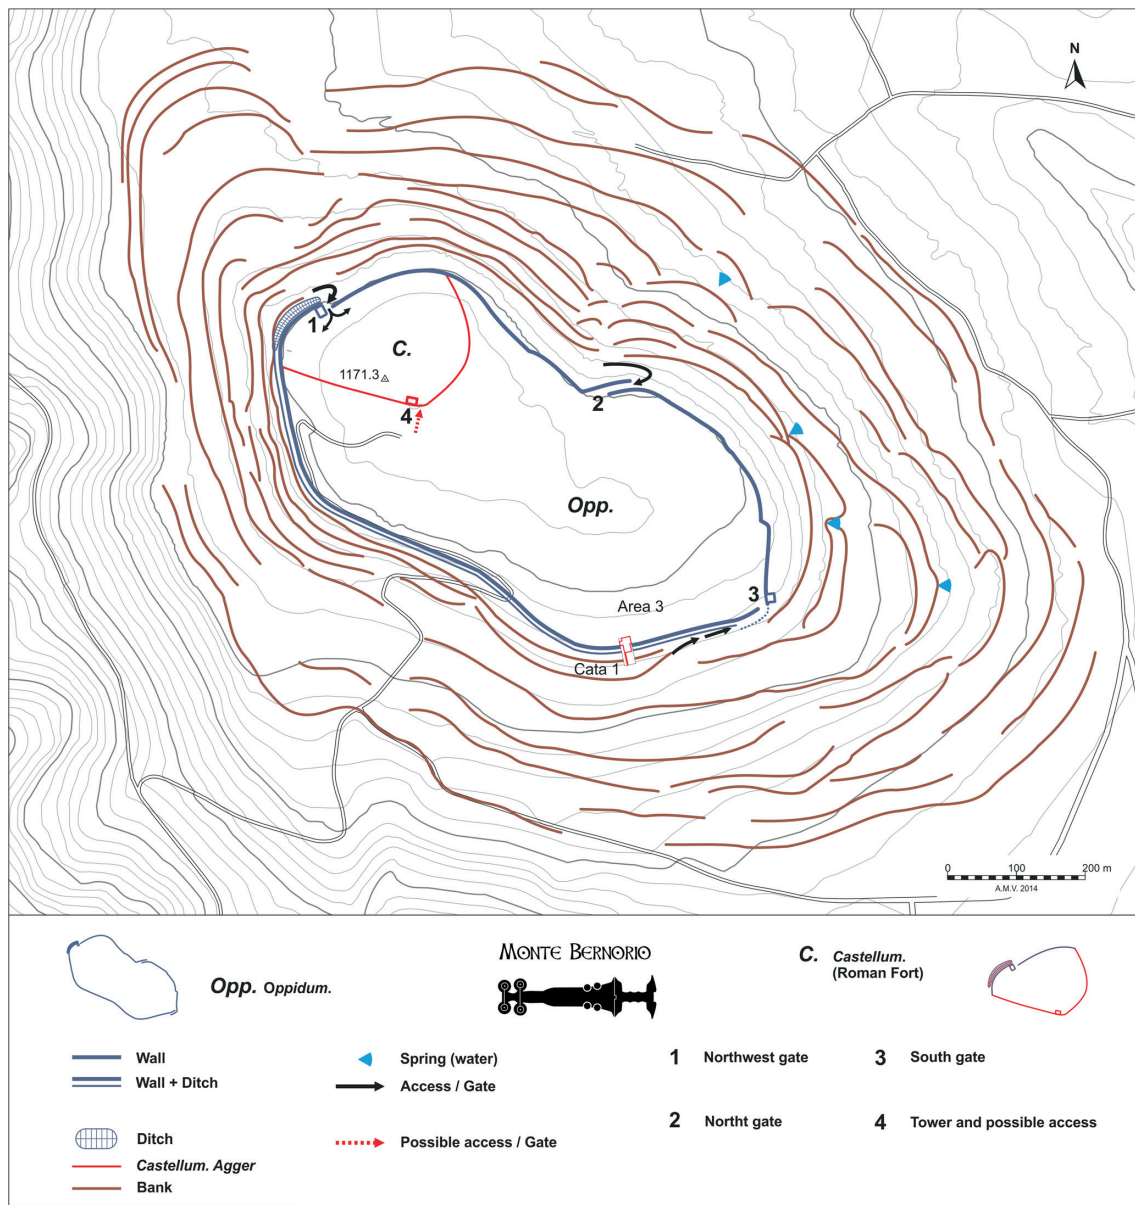 N
1
C.
1171.3
4
2
Opp.
3
Area 3
Cata 1
0 100 200 m
A.M.V. 2014
Opp. Oppidum.
MONTE BERNORIO
C. Castellum.
(Roman Fort)
Wall
Wall + Ditch
Ditch
Castellum. Agger
Bank
Spring (water)
Access / Gate
Possible access / Gate
1 Northwest gate
2 Northt gate
3 South gate
4 Tower and possible access